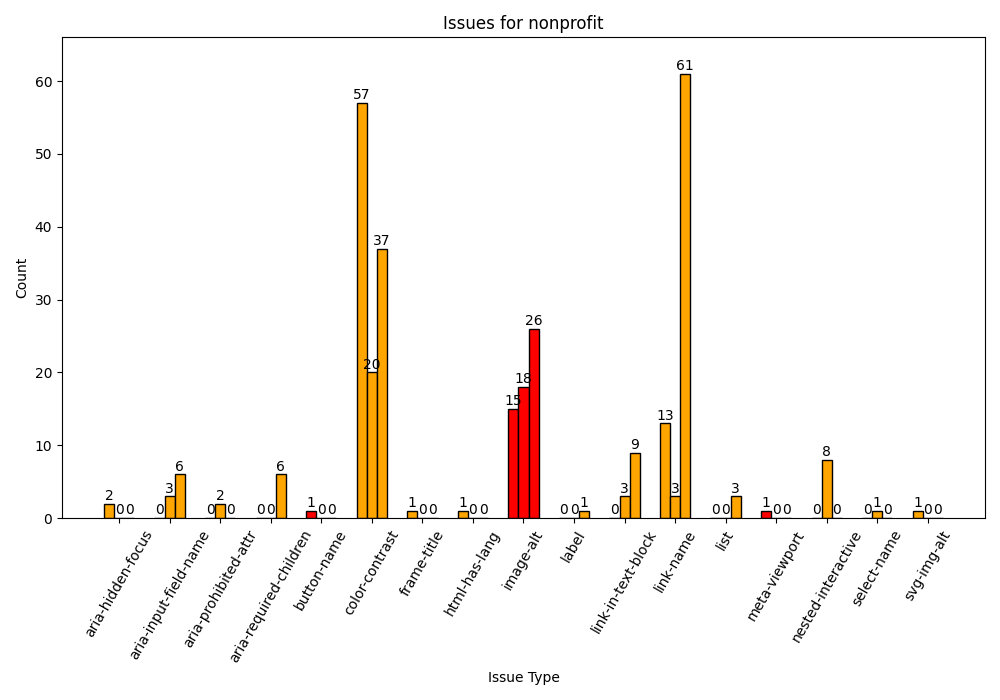 Issues for nonprofit
Count
60
50
40
30
20
10
0
2 0 0
0 3 6
0 2 0
0 0 6
1 0 0
57 20 37
1 0 0
1 0 0
15 18 26
0 0 1
0 3 9
13 3 61
0 0 3
1 0 0
0 8 0
0 1 0
1 0 0
aria-hidden-focus
aria-input-field-name
aria-prohibited-attr
aria-required-children
button-name
color-contrast
frame-title
html-has-lang
image-alt
label
link-in-text-block
link-name
list
meta-viewport
nested-interactive
select-name
svg-img-alt
Issue Type